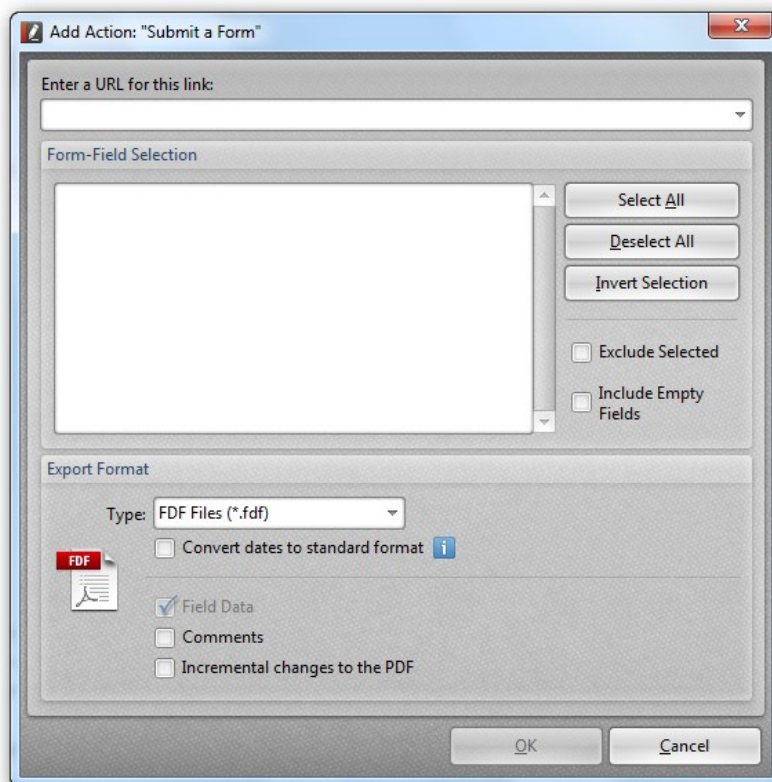 Add Action: "Submit a Form"
Enter a URL for this link:
Form-Field Selection
Select All
Deselect All
Invert Selection
Exclude Selected
Include Empty
Fields
Export Format
Type: FDF Files (*.fdf)
Convert dates to standard format i
FDF
Field Data
Comments
Incremental changes to the PDF
OK
Cancel